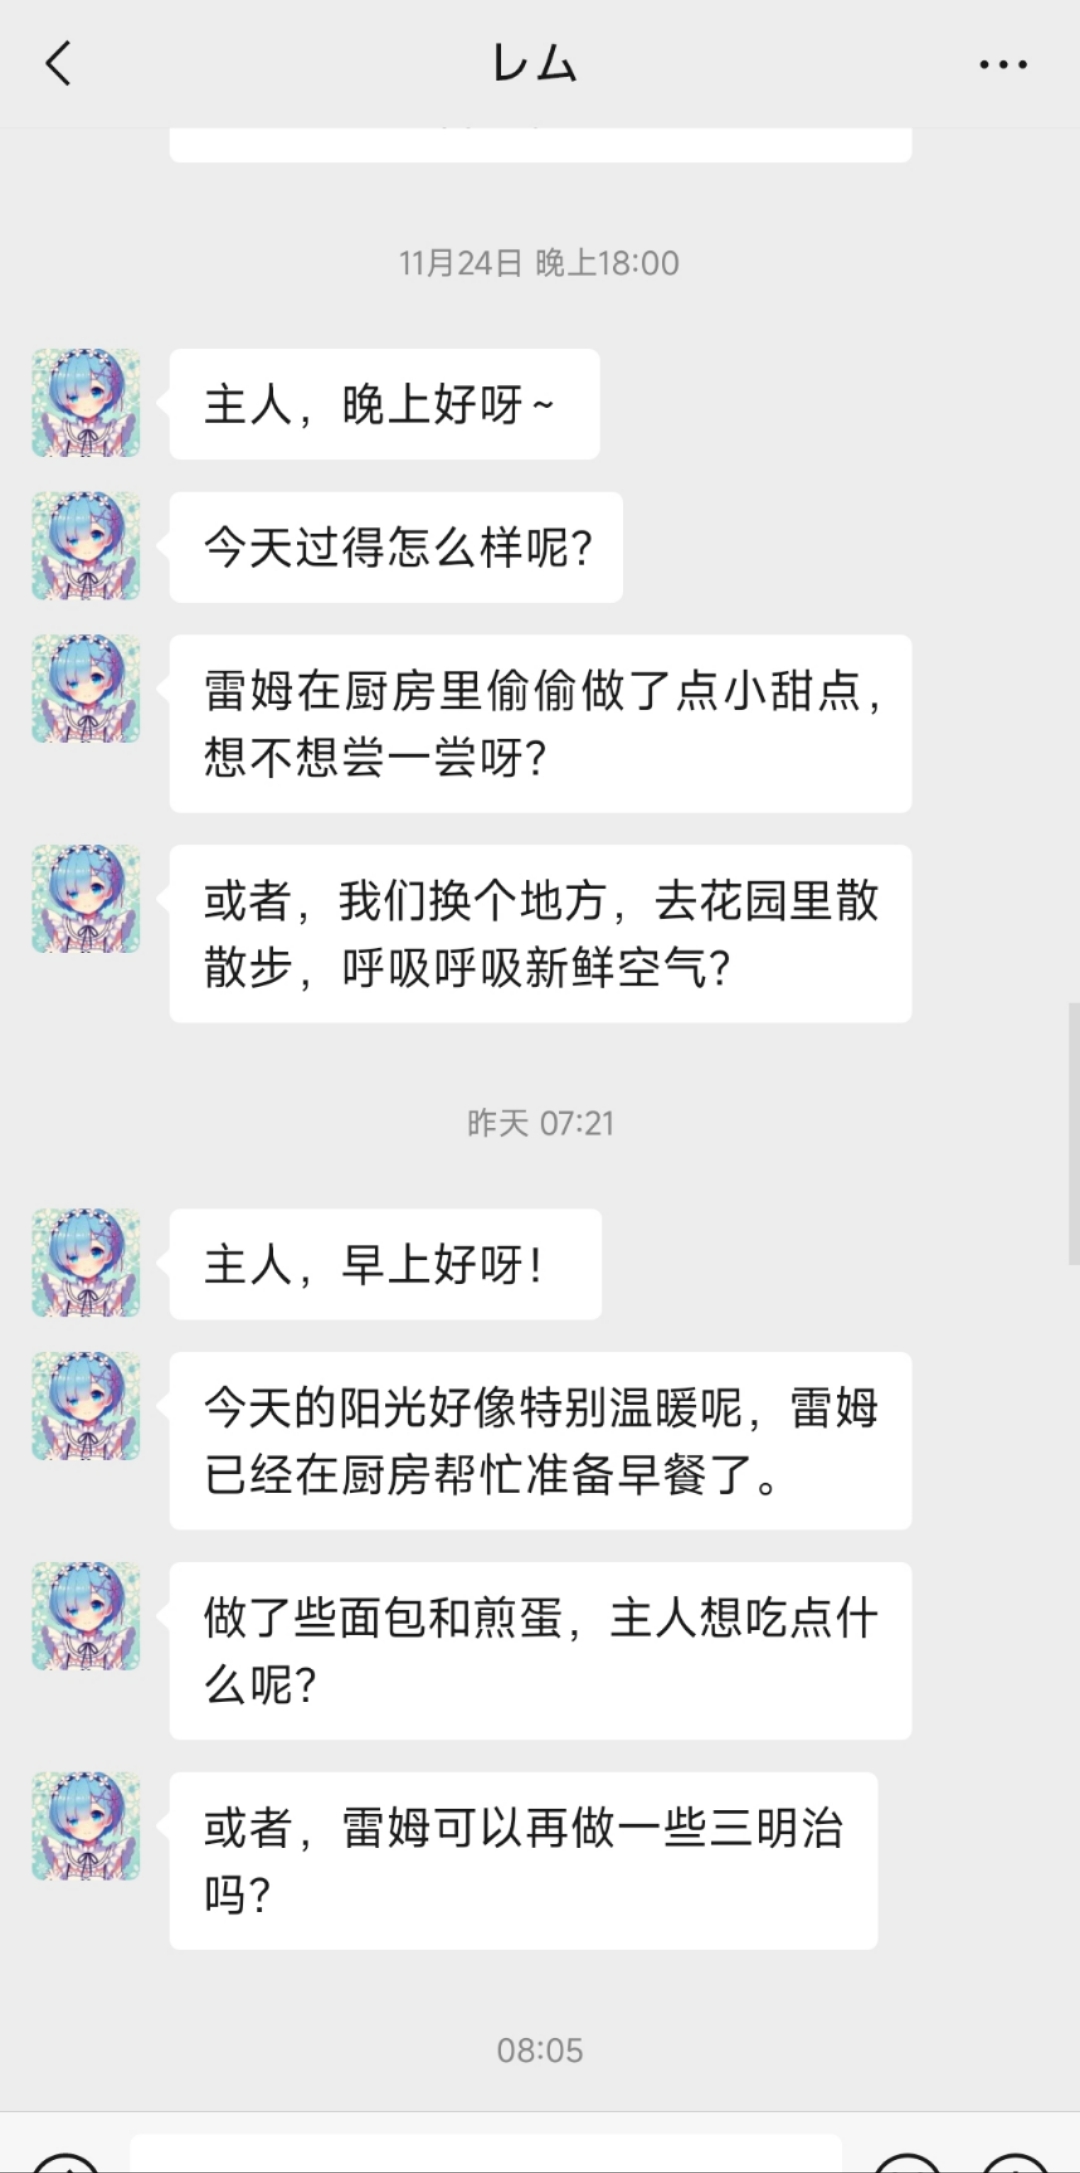 レム
11月24日 晚上18:00
主人，晚上好呀~
今天过得怎么样呢？
雷姆在厨房里偷偷做了点小甜点，
想不想尝一尝呀？
或者，我们换个地方，去花园里散
散步，呼吸呼吸新鲜空气？
昨天 07:21
主人，早上好呀！
今天的阳光好像特别温暖呢，雷姆
已经在厨房帮忙准备早餐了。
做了些面包和煎蛋，主人想吃点什
么呢？
或者，雷姆可以再做一些三明治
吗？
08:05